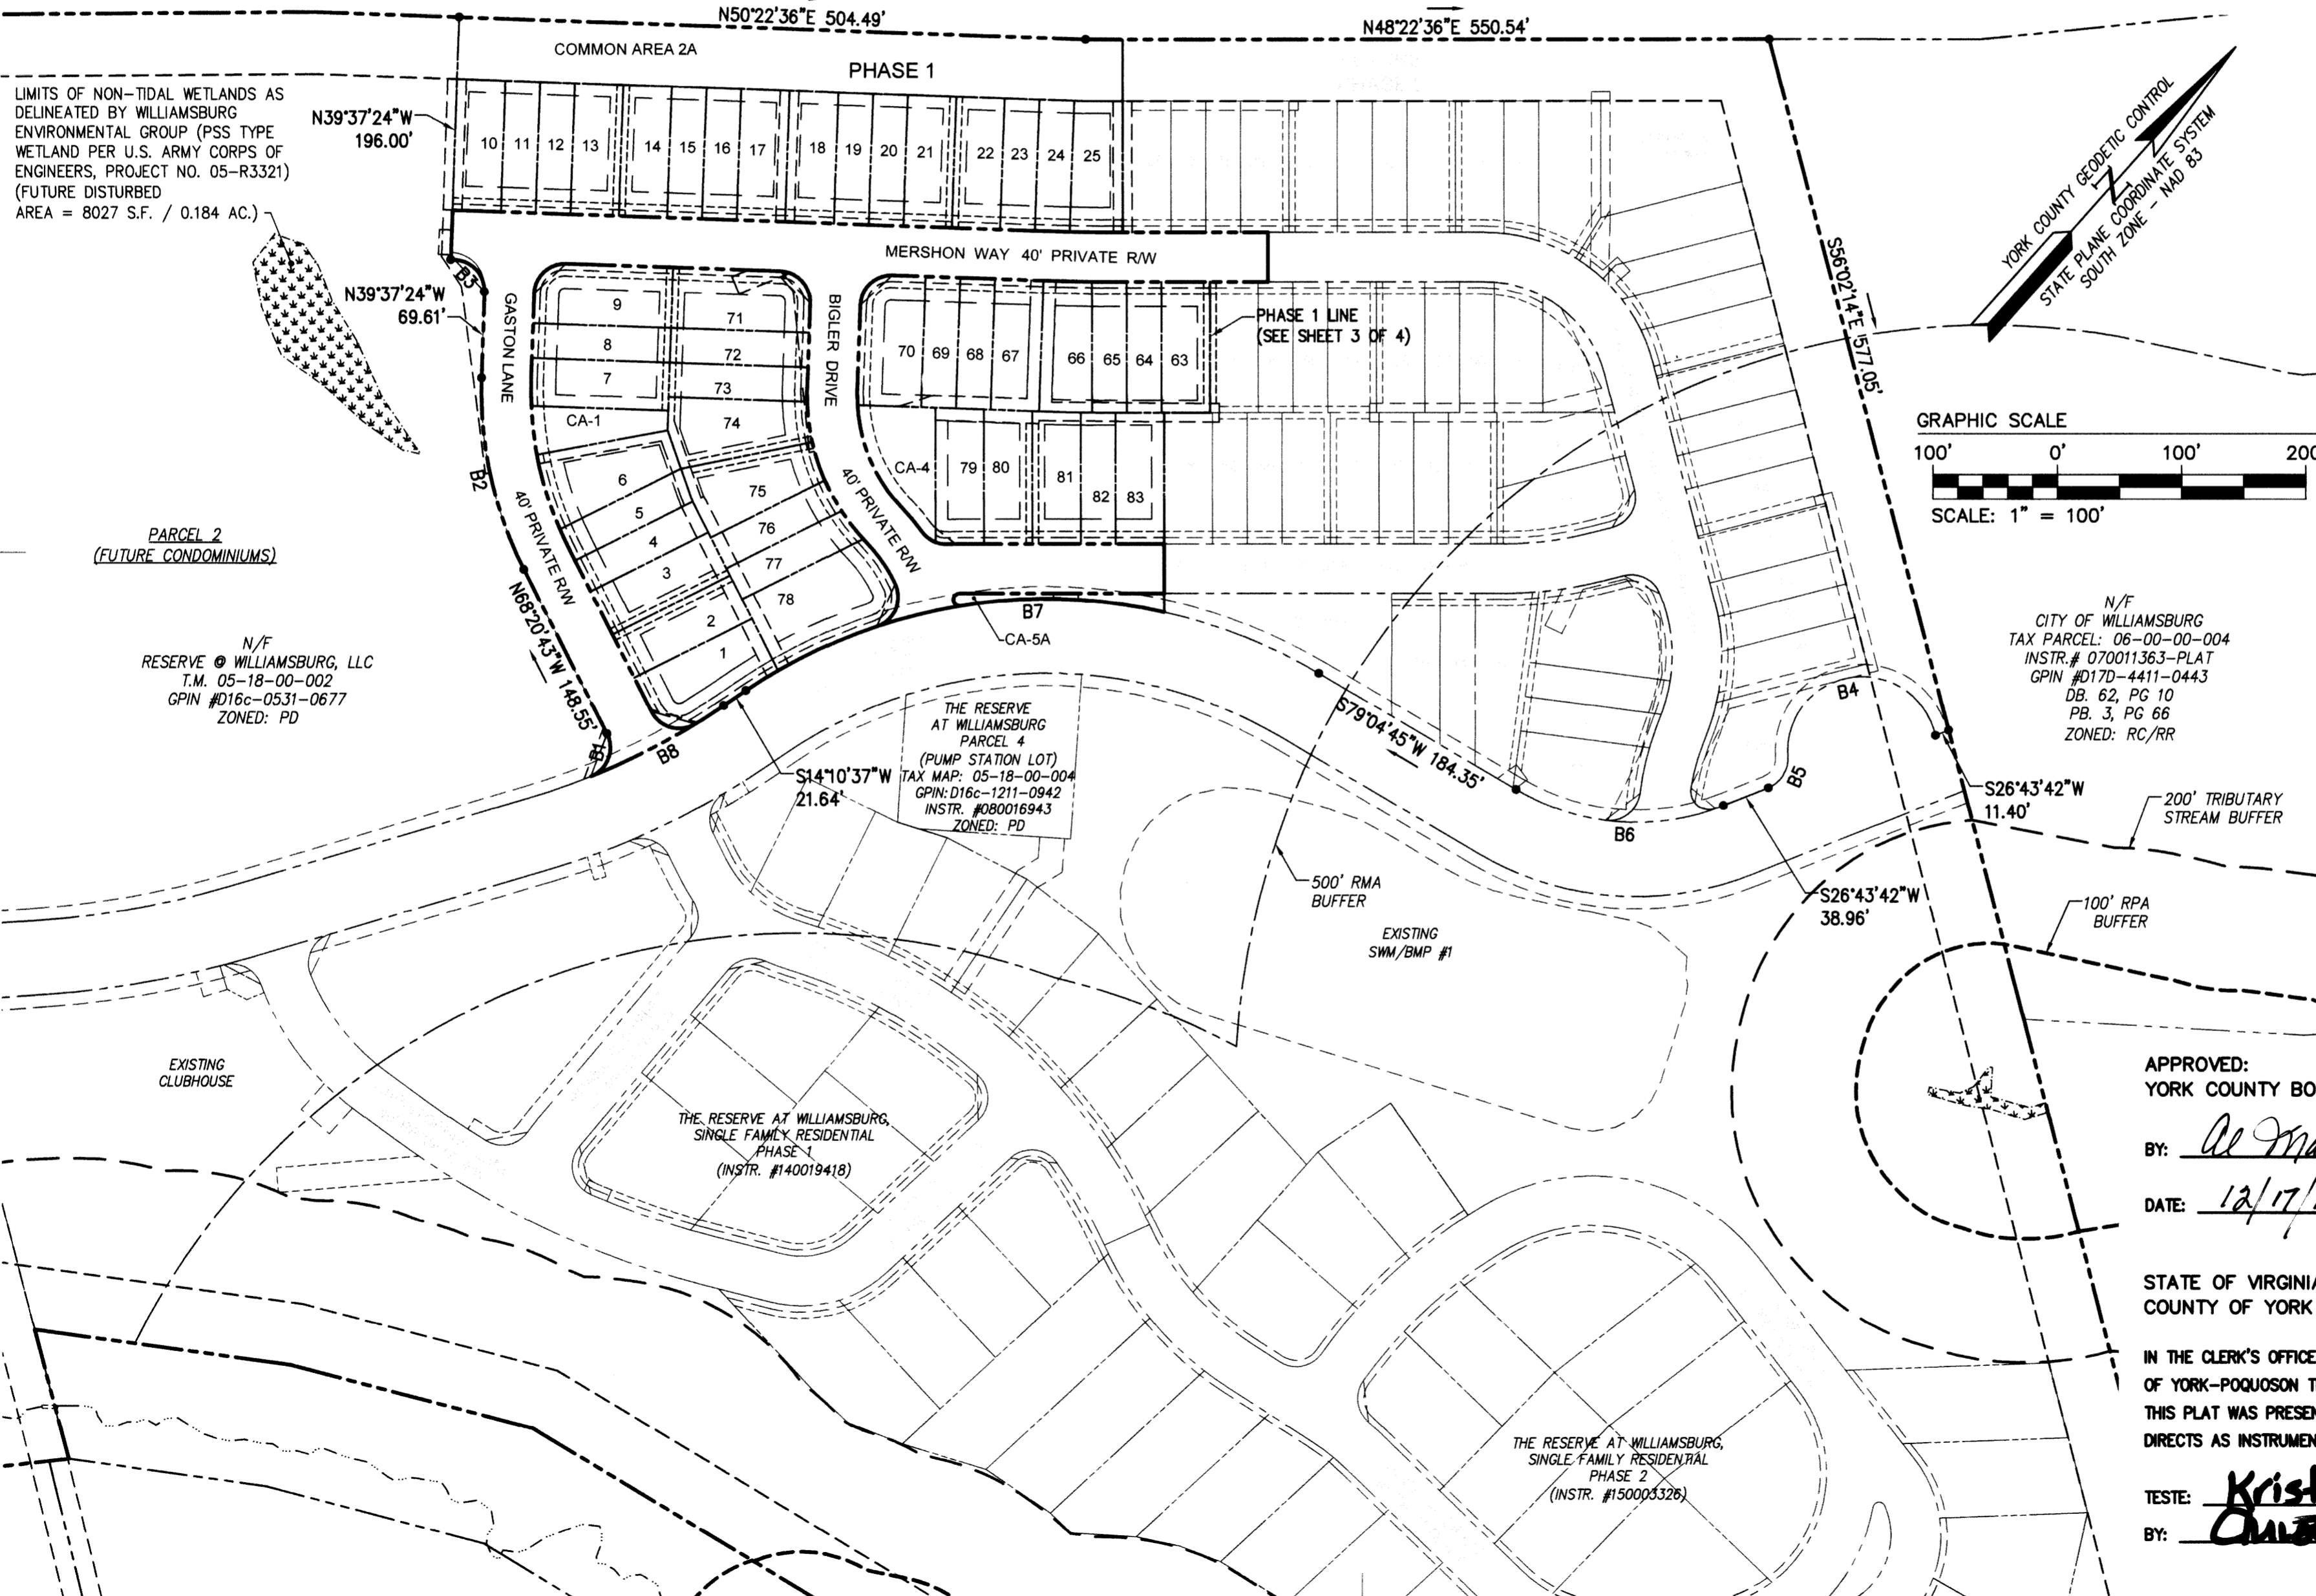 N50°22'36"E 504.49'
N48°22'36"E 550.54'
COMMON AREA 2A
PHASE 1
LIMITS OF NON-TIDAL WETLANDS AS
DELINEATED BY WILLIAMSBURG
ENVIRONMENTAL GROUP (PSS TYPE
WETLAND PER U.S. ARMY CORPS OF
ENGINEERS, PROJECT NO. 05-R3321)
(FUTURE DISTURBED
AREA = 8027 S.F. / 0.184 AC.)
N39°37'24"W
196.00'
10 11 12 13 14 15 16 17 18 19 20 21 22 23 24 25
YORK COUNTY GEODETIC CONTROL
STATE PLANE COORDINATE SYSTEM
SOUTH ZONE - NAD 83
N
MERSHON WAY 40' PRIVATE R/W
B3
N39°37'24"W
69.61'
GASTON LANE
9
8
7
CA-1
71
72
73
74
BIGLER DRIVE
70 69 68 67 66 65 64 63
PHASE 1 LINE
(SEE SHEET 3 OF 4)
S56°02'14"E 577.05'
GRAPHIC SCALE
100' 0' 100' 200
SCALE: 1" = 100'
B2
40' PRIVATE R/W
6
5
4
3
2
1
75
76
77
78
40' PRIVATE R/W
CA-4
79 80 81 82 83
PARCEL 2
(FUTURE CONDOMINIUMS)
N68°20'43"W 148.55'
N/F
RESERVE @ WILLIAMSBURG, LLC
T.M. 05-18-00-002
GPIN #D16c-0531-0677
ZONED: PD
B7
CA-5A
B1
B8
S14°10'37"W
21.64'
THE RESERVE
AT WILLIAMSBURG
PARCEL 4
(PUMP STATION LOT)
TAX MAP: 05-18-00-004
GPIN: D16c-1211-0942
INSTR. #080016943
ZONED: PD
S79°04'45"W 184.35'
B4
B5
B6
N/F
CITY OF WILLIAMSBURG
TAX PARCEL: 06-00-00-004
INSTR.# 070011363-PLAT
GPIN #D17D-4411-0443
DB. 62, PG 10
PB. 3, PG 66
ZONED: RC/RR
S26°43'42"W
11.40'
200' TRIBUTARY
STREAM BUFFER
S26°43'42"W
38.96'
100' RPA
BUFFER
500' RMA
BUFFER
EXISTING
SWM/BMP #1
EXISTING
CLUBHOUSE
THE RESERVE AT WILLIAMSBURG,
SINGLE FAMILY RESIDENTIAL
PHASE 1
(INSTR. #140019418)
THE RESERVE AT WILLIAMSBURG,
SINGLE FAMILY RESIDENTIAL
PHASE 2
(INSTR. #150003326)
APPROVED:
YORK COUNTY BO
BY:
DATE: 12/17/
STATE OF VIRGINIA
COUNTY OF YORK
IN THE CLERK'S OFFICE
OF YORK-POQUOSON T
THIS PLAT WAS PRESEN
DIRECTS AS INSTRUMEN
TESTE: Krist
BY: